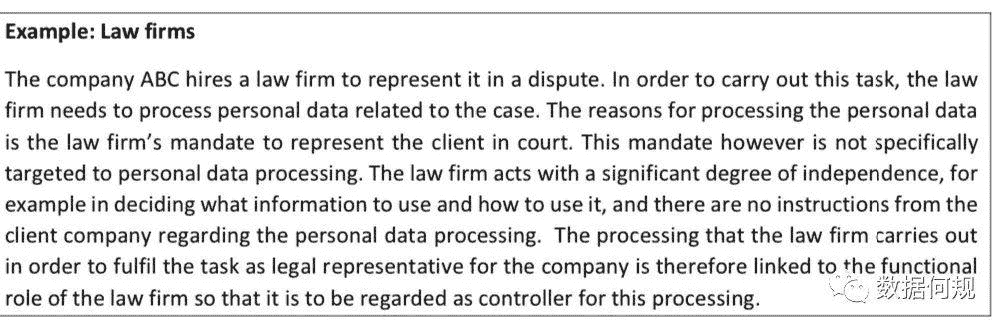 Example: Law firms
The company ABC hires a law firm to represent it in a dispute. In order to carry out this task, the law
firm needs to process personal data related to the case. The reasons for processing the personal data
is the law firm's mandate to represent the client in court. This mandate however is not specifically
targeted to personal data processing. The law firm acts with a significant degree of independence, for
example in deciding what information to use and how to use it, and there are no instructions from the
client company regarding the personal data processing. The processing that the law firm carries out
in order to fulfil the task as legal representative for the company is therefore linked to the functional
role of the law firm so that it is to be regarded as controller for this processing.
数据何规